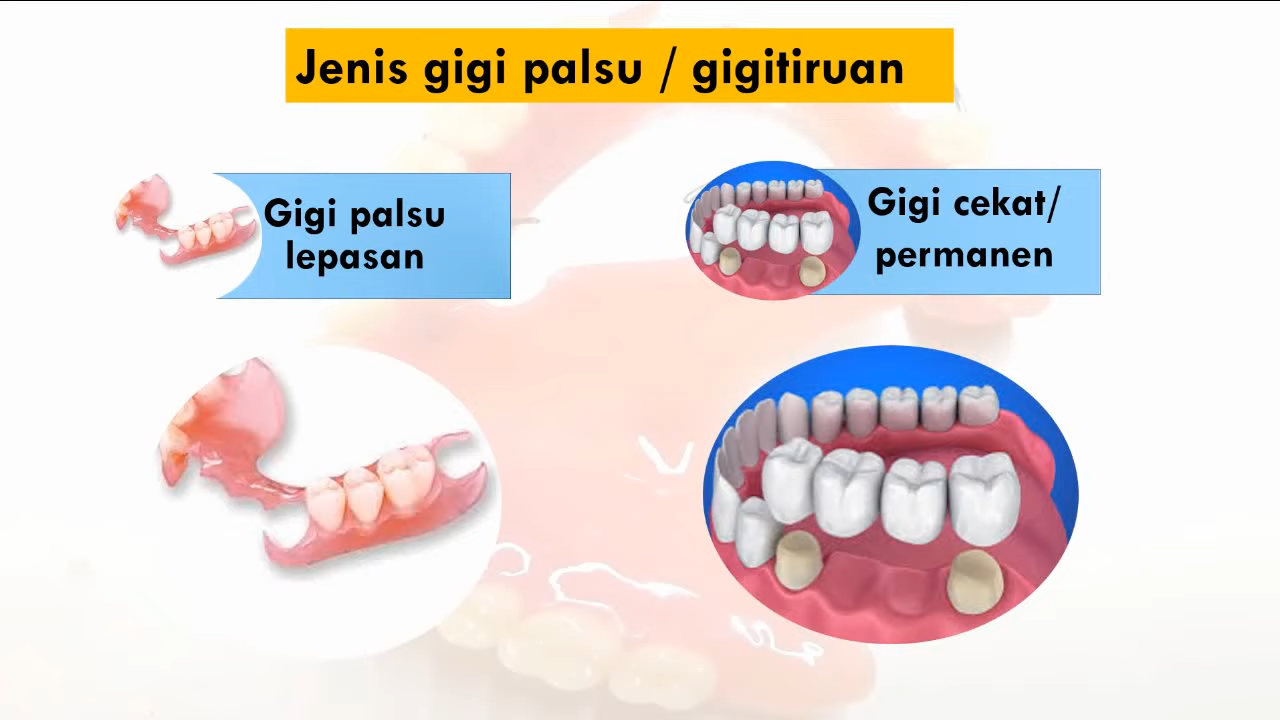 Jenis gigi palsu / gigitiruan
Gigi palsu
lepasan
Gigi cekat/
permanen